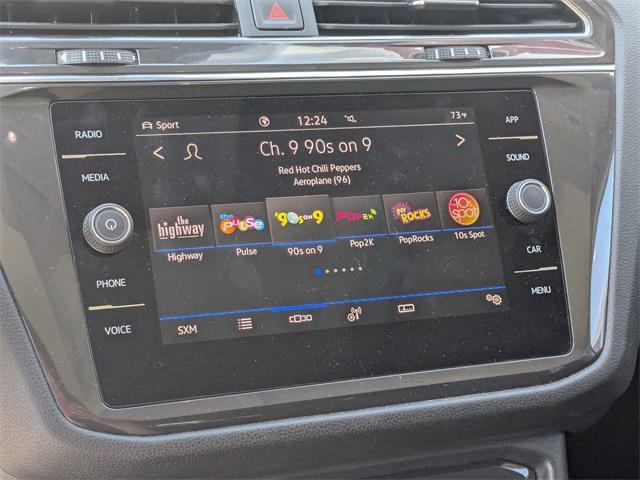 RADIO
MEDIA
PHONE
VOICE
Sport
12:24
73°F
Ch. 9 90s on 9
Red Hot Chili Peppers
Aeroplane (96)
the highway
the pulse
'90s on 9
POP2K
POP ROCKS
-10s spot
Highway
Pulse
90s on 9
Pop2K
PopRocks
10s Spot
SXM
APP
SOUND
CAR
MENU